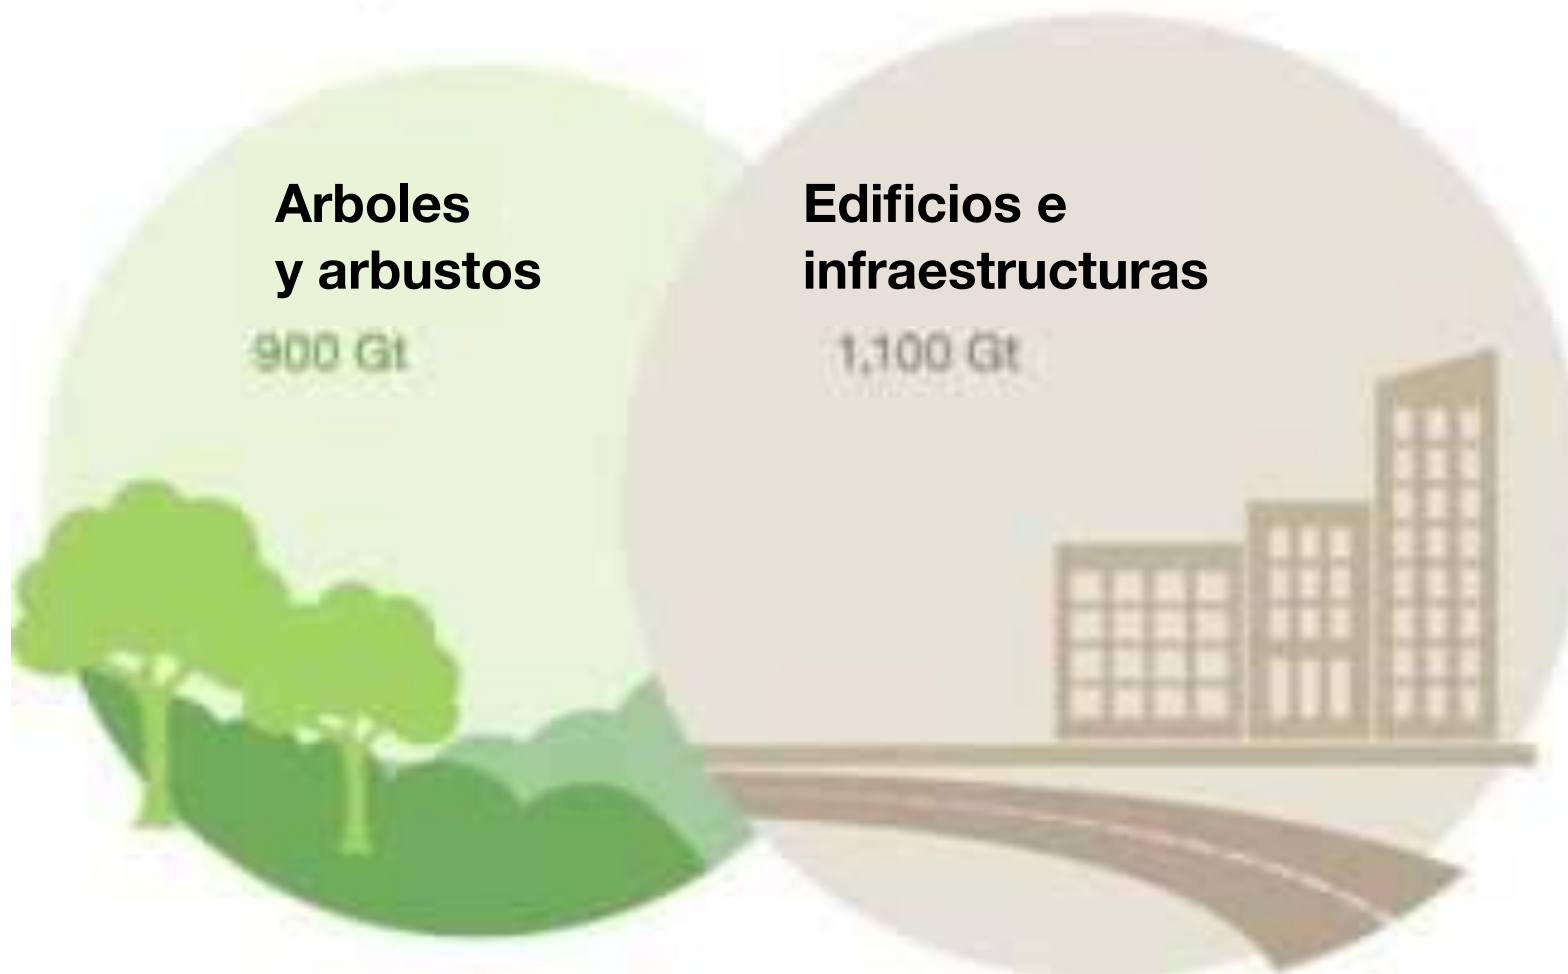 Arboles
y arbustos
900 Gt
Edificios e
infraestructuras
1,100 Gt